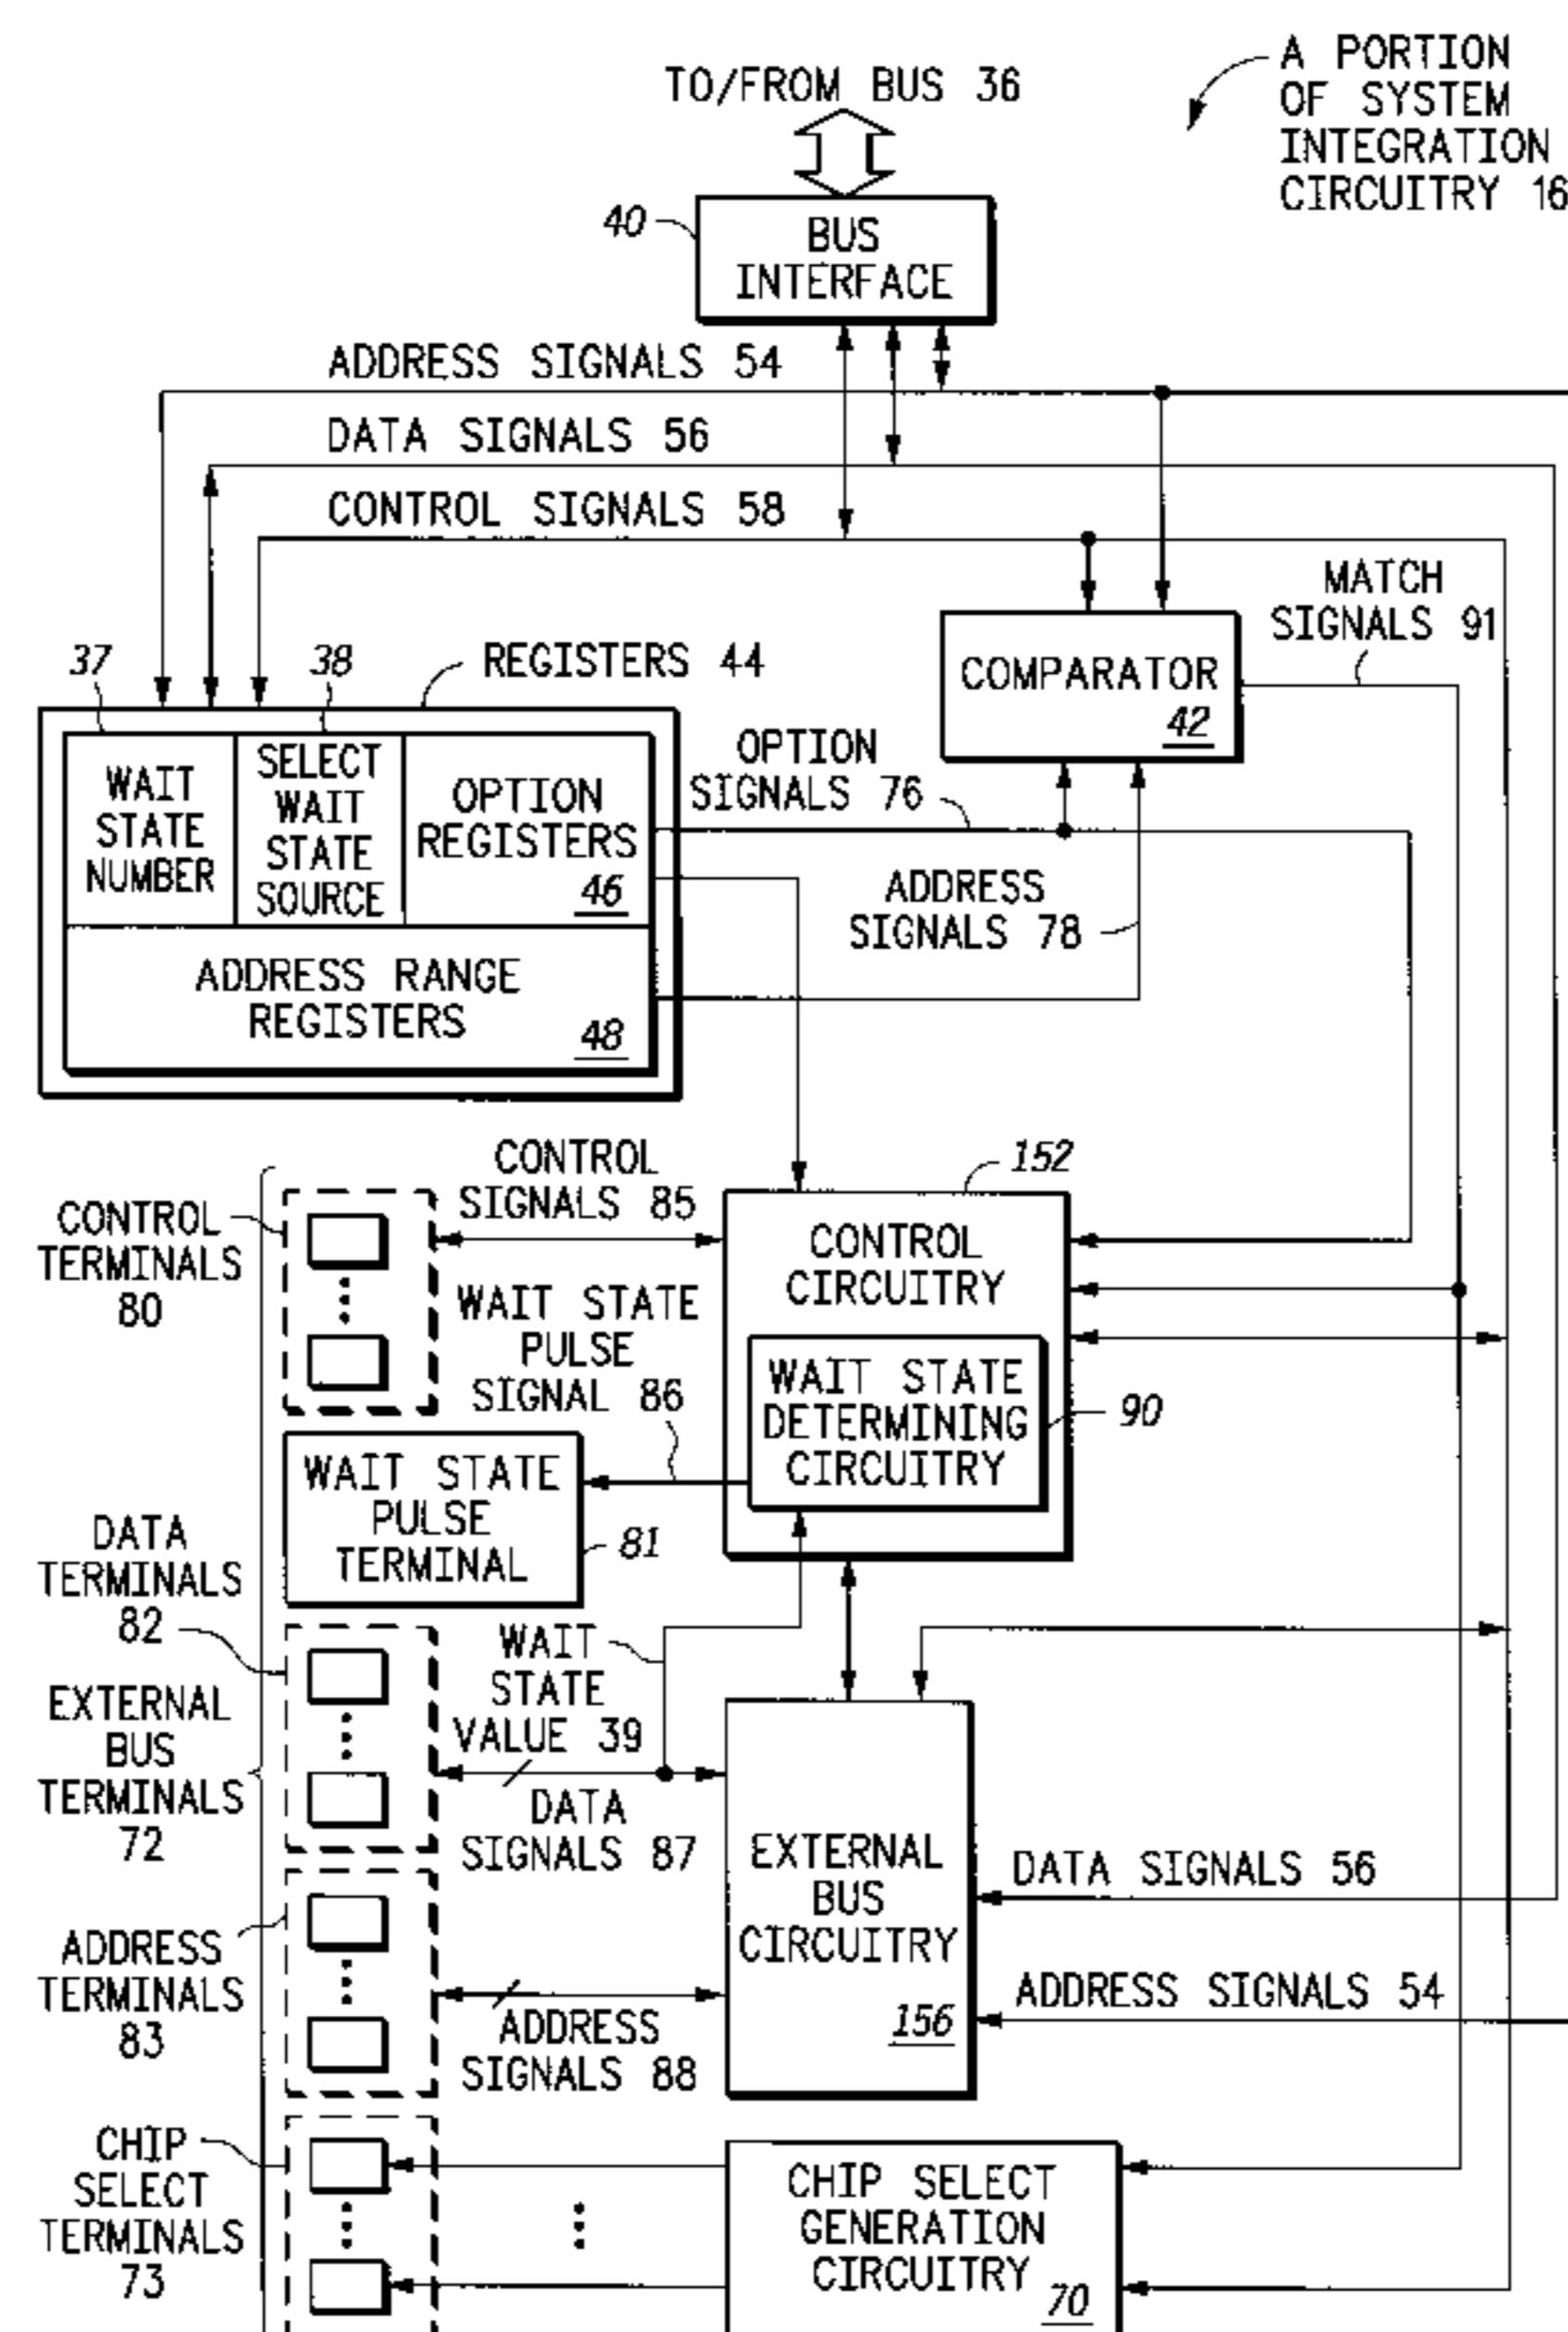 TO/FROM BUS 36
A PORTION
OF SYSTEM
INTEGRATION
CIRCUITRY 16
40
BUS
INTERFACE
ADDRESS SIGNALS 54
DATA SIGNALS 56
CONTROL SIGNALS 58
MATCH
SIGNALS 91
37
38
REGISTERS 44
COMPARATOR
42
WAIT
STATE
NUMBER
SELECT
WAIT
STATE
SOURCE
OPTION
REGISTERS
46
OPTION
SIGNALS 76
ADDRESS
SIGNALS 78
ADDRESS RANGE
REGISTERS
48
CONTROL
TERMINALS
80
CONTROL
SIGNALS 85
152
CONTROL
CIRCUITRY
WAIT STATE
PULSE
SIGNAL 86
WAIT STATE
DETERMINING
CIRCUITRY
90
WAIT STATE
PULSE
TERMINAL
81
DATA
TERMINALS
82
WAIT
STATE
VALUE 39
EXTERNAL
BUS
TERMINALS
72
DATA
SIGNALS 87
EXTERNAL
BUS
CIRCUITRY
156
DATA SIGNALS 56
ADDRESS SIGNALS 54
ADDRESS
TERMINALS
83
ADDRESS
SIGNALS 88
CHIP
SELECT
TERMINALS
73
CHIP SELECT
GENERATION
CIRCUITRY
70